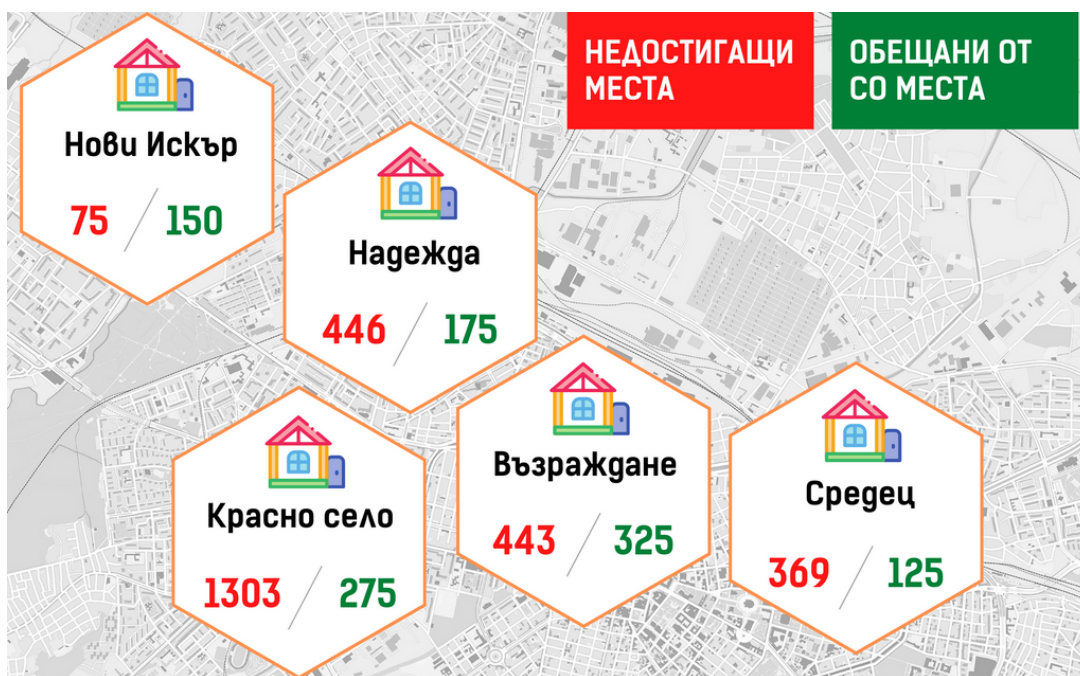 НЕДОСТИГАЩИ
МЕСТА
ОБЕЩАНИ ОТ
СО МЕСТА
Нови Искър
75 / 150
Надежда
446 / 175
Красно село
1303 / 275
Възраждане
443 / 325
Средец
369 / 125